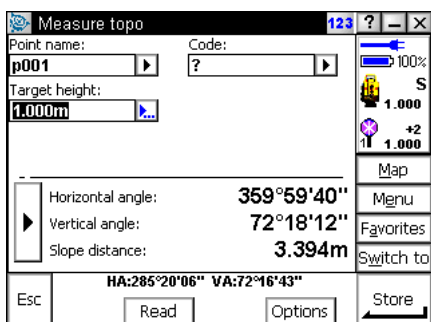 Measure topo 123 ? — X
Point name: Code:
p001 ?
100%
Target height:
1.000m
S
1.000
+2
1 1.000
Map
Horizontal angle: 359°59'40"
Menu
Vertical angle: 72°18'12"
Favorites
Slope distance: 3.394m
Switch to
HA:285°20'06" VA:72°16'43"
Esc Read Options Store